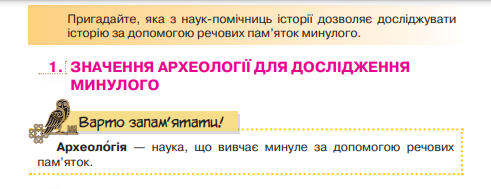 Пригадайте, яка з наук-помічниць історії дозволяє досліджувати
історію за допомогою речових пам’яток минулого.
1. ЗНАЧЕННЯ АРХЕОЛОГІЇ ДЛЯ ДОСЛІДЖЕННЯ
МИНУЛОГО
Варто запам’ятати!
Археоло́гія — наука, що вивчає минуле за допомогою речових
пам’яток.